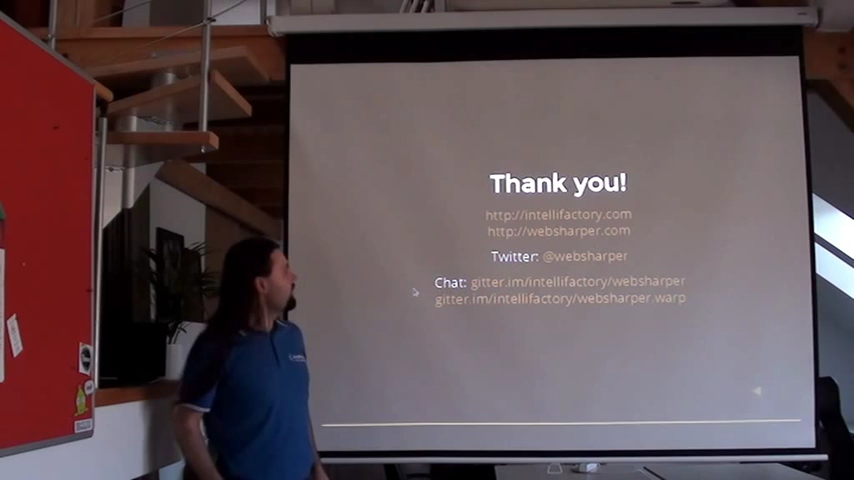 Thank you!
http://intellifactory.com
http://websharper.com
Twitter: @websharper
Chat: gitter.im/intellifactory/websharper
gitter.im/intellifactory/websharper.warp